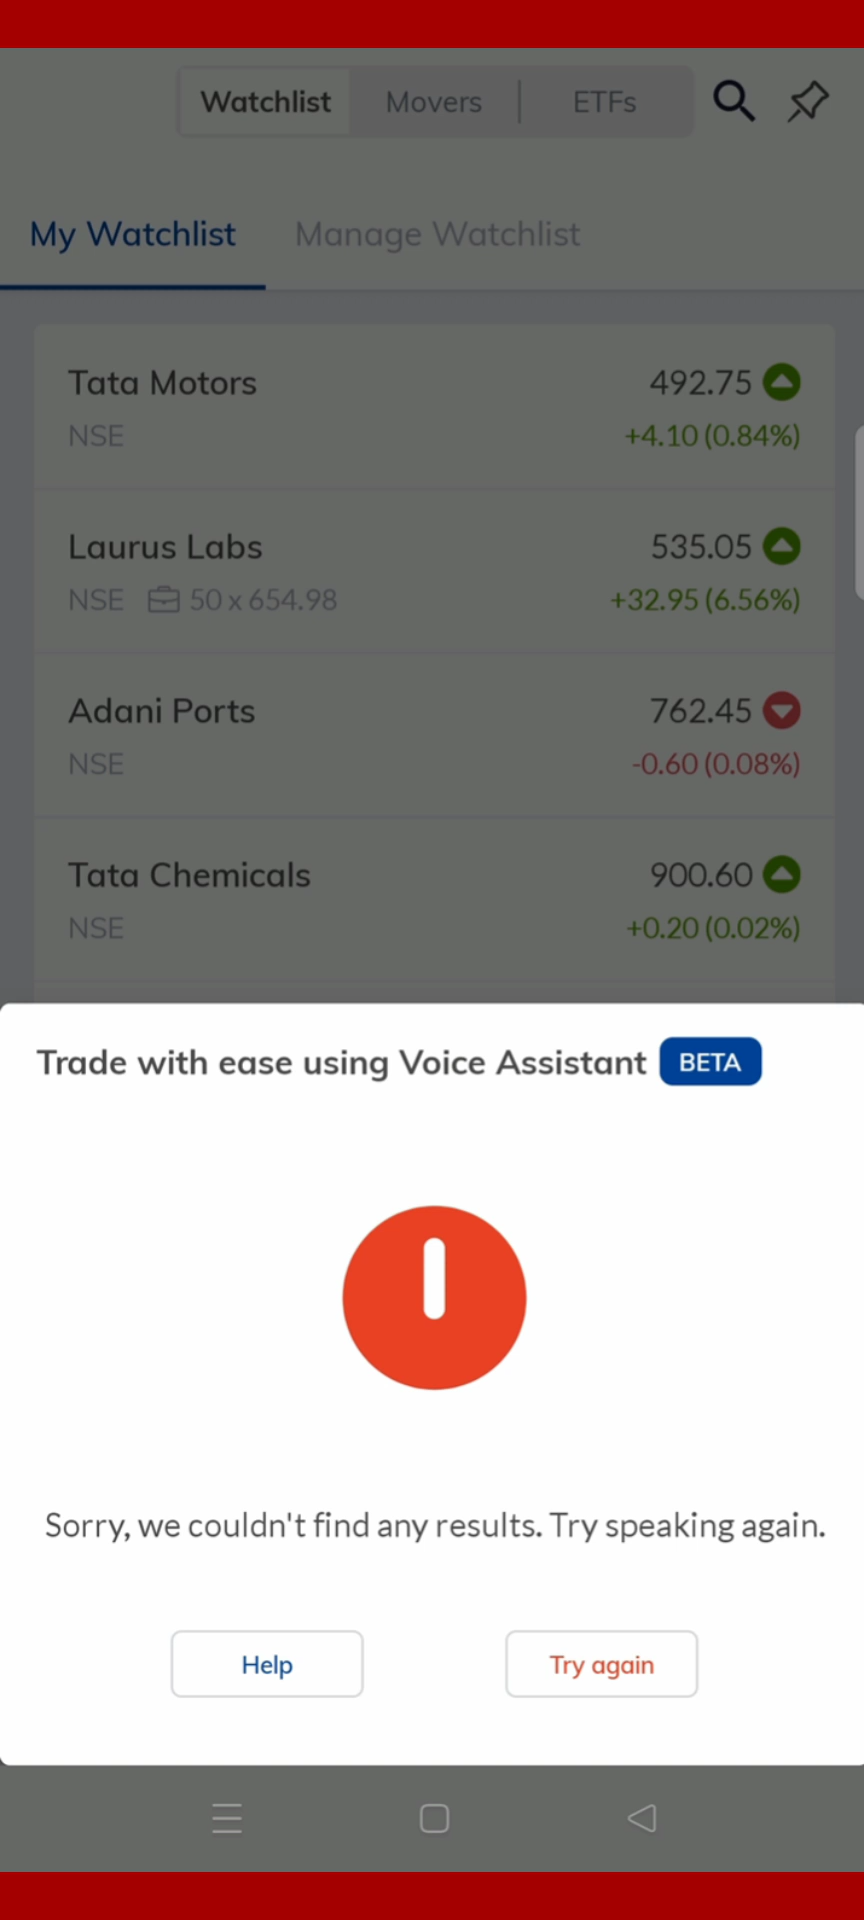 Watchlist Movers ETFs
My Watchlist Manage Watchlist
Tata Motors 492.75
NSE +4.10 (0.84%)
Laurus Labs 535.05
NSE 50 x 654.98 +32.95 (6.56%)
Adani Ports 762.45
NSE -0.60 (0.08%)
Tata Chemicals 900.60
NSE +0.20 (0.02%)
Trade with ease using Voice Assistant BETA
Sorry, we couldn't find any results. Try speaking again.
Help Try again